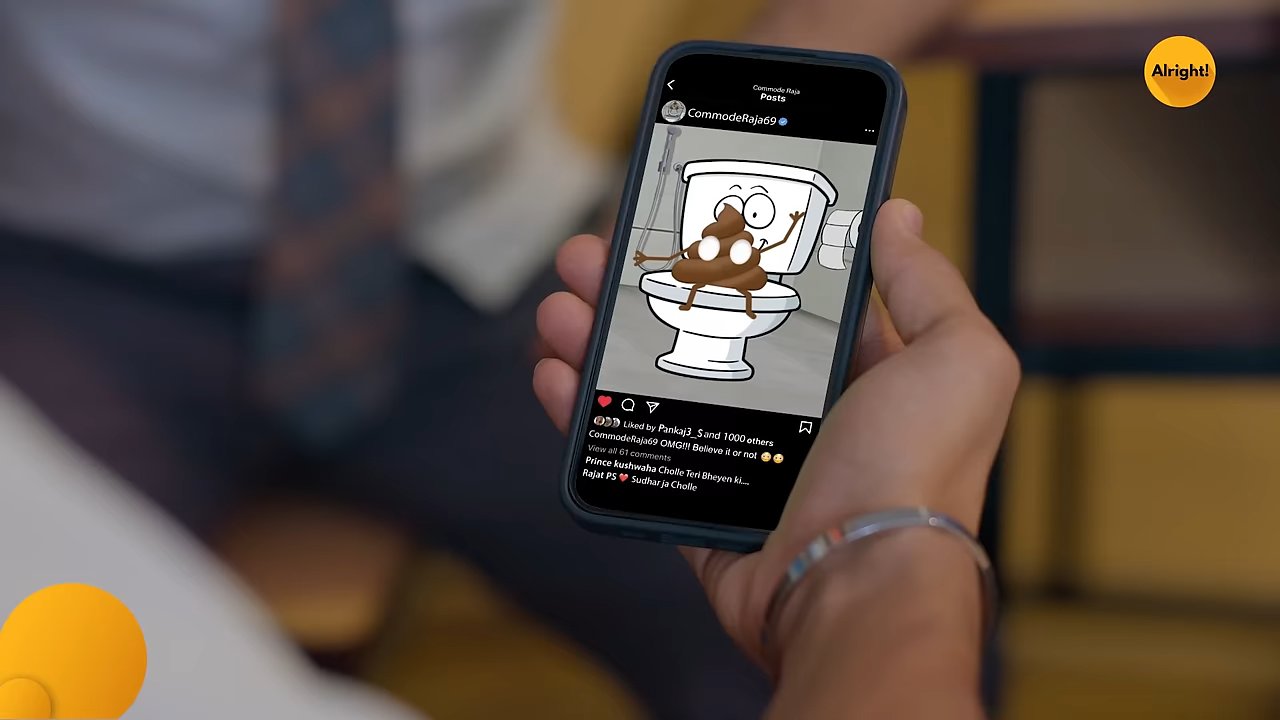 Alright!
Commode Raja
Posts
CommodeRaja69
Liked by Pankaj3_S and 1000 others
CommodeRaja69 OMG!!! Believe it or not 😳😳
View all 61 comments
Prince kushwaha Cholle Teri Bheyen ki....
Rajat PS ❤️ Sudhar ja Cholle